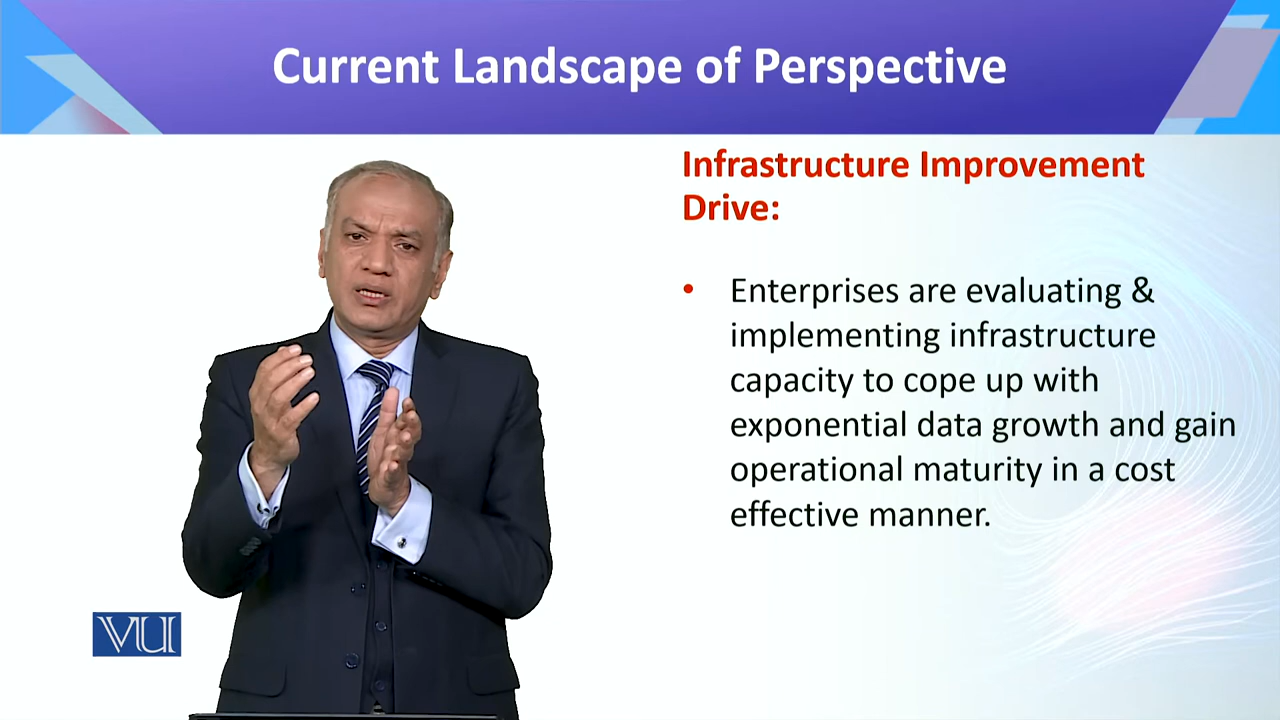 Current Landscape of Perspective
Infrastructure Improvement
Drive:
• Enterprises are evaluating &
implementing infrastructure
capacity to cope up with
exponential data growth and gain
operational maturity in a cost
effective manner.
VU